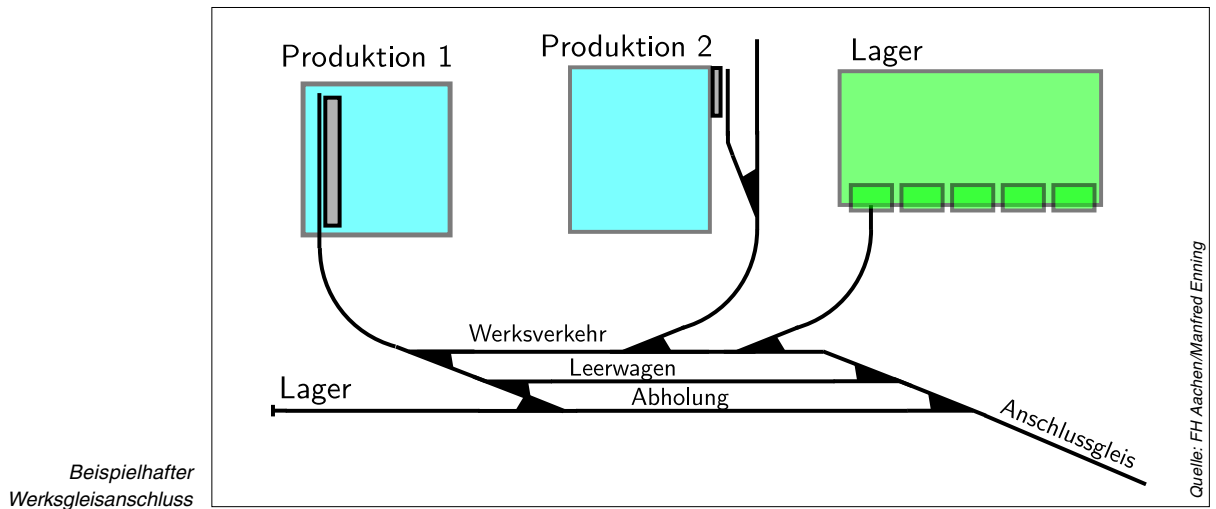 Produktion 1
Produktion 2
Lager
Werksverkehr
Leerwagen
Lager
Abholung
Anschlussgleis
Quelle: FH Aachen/Manfred Enning
Beispielhafter
Werksgleisanschluss